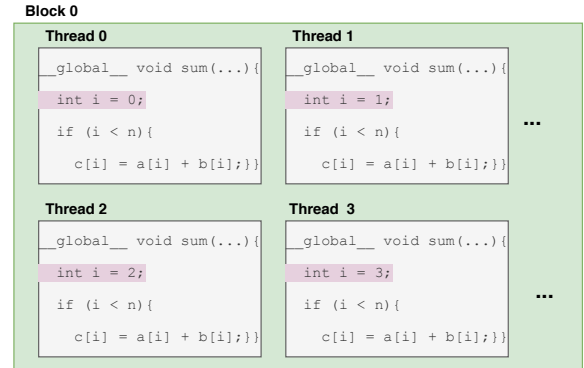 Block 0
Thread 0
__global__ void sum(...){
int i = 0;
if (i < n){
c[i] = a[i] + b[i];}}
Thread 1
__global__ void sum(...){
int i = 1;
if (i < n){
c[i] = a[i] + b[i];}}
...
Thread 2
__global__ void sum(...){
int i = 2;
if (i < n){
c[i] = a[i] + b[i];}}
Thread 3
__global__ void sum(...){
int i = 3;
if (i < n){
c[i] = a[i] + b[i];}}
...